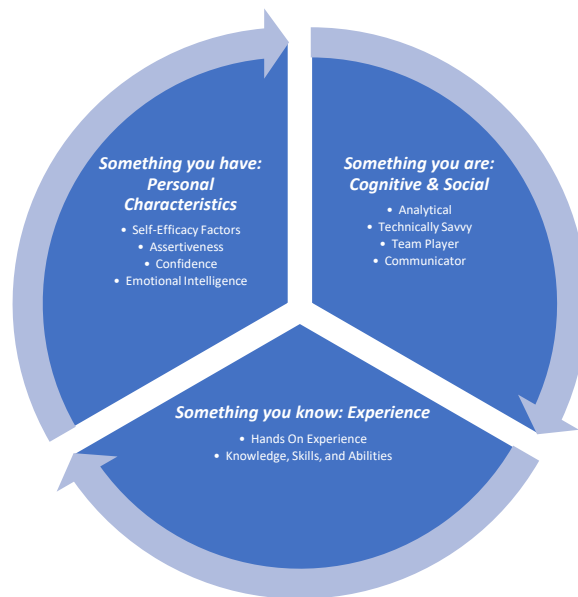 Something you have:
Personal
Characteristics
• Self-Efficacy Factors
• Assertiveness
• Confidence
• Emotional Intelligence
Something you are:
Cognitive & Social
• Analytical
• Technically Savvy
• Team Player
• Communicator
Something you know: Experience
• Hands On Experience
• Knowledge, Skills, and Abilities